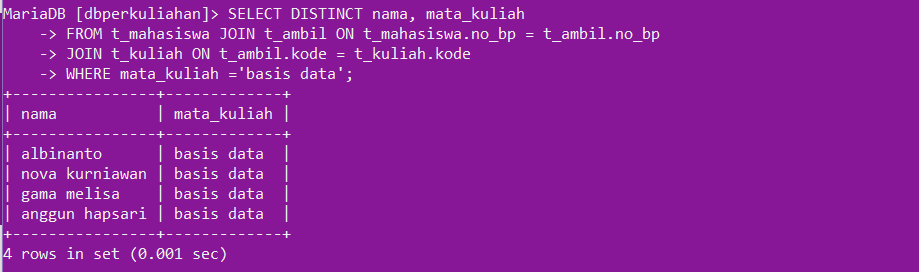 MariaDB [dbperkuliahan]> SELECT DISTINCT nama, mata_kuliah
    -> FROM t_mahasiswa JOIN t_ambil ON t_mahasiswa.no_bp = t_ambil.no_bp
    -> JOIN t_kuliah ON t_ambil.kode = t_kuliah.kode
    -> WHERE mata_kuliah ='basis data';
+----------------+-------------+
| nama           | mata_kuliah |
+----------------+-------------+
| albinanto      | basis data  |
| nova kurniawan | basis data  |
| gama melisa    | basis data  |
| anggun hapsari | basis data  |
+----------------+-------------+
4 rows in set (0.001 sec)